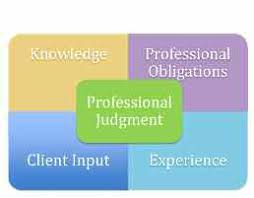 Knowledge
Professional
Obligations
Professional
Judgment
Client Input
Experience